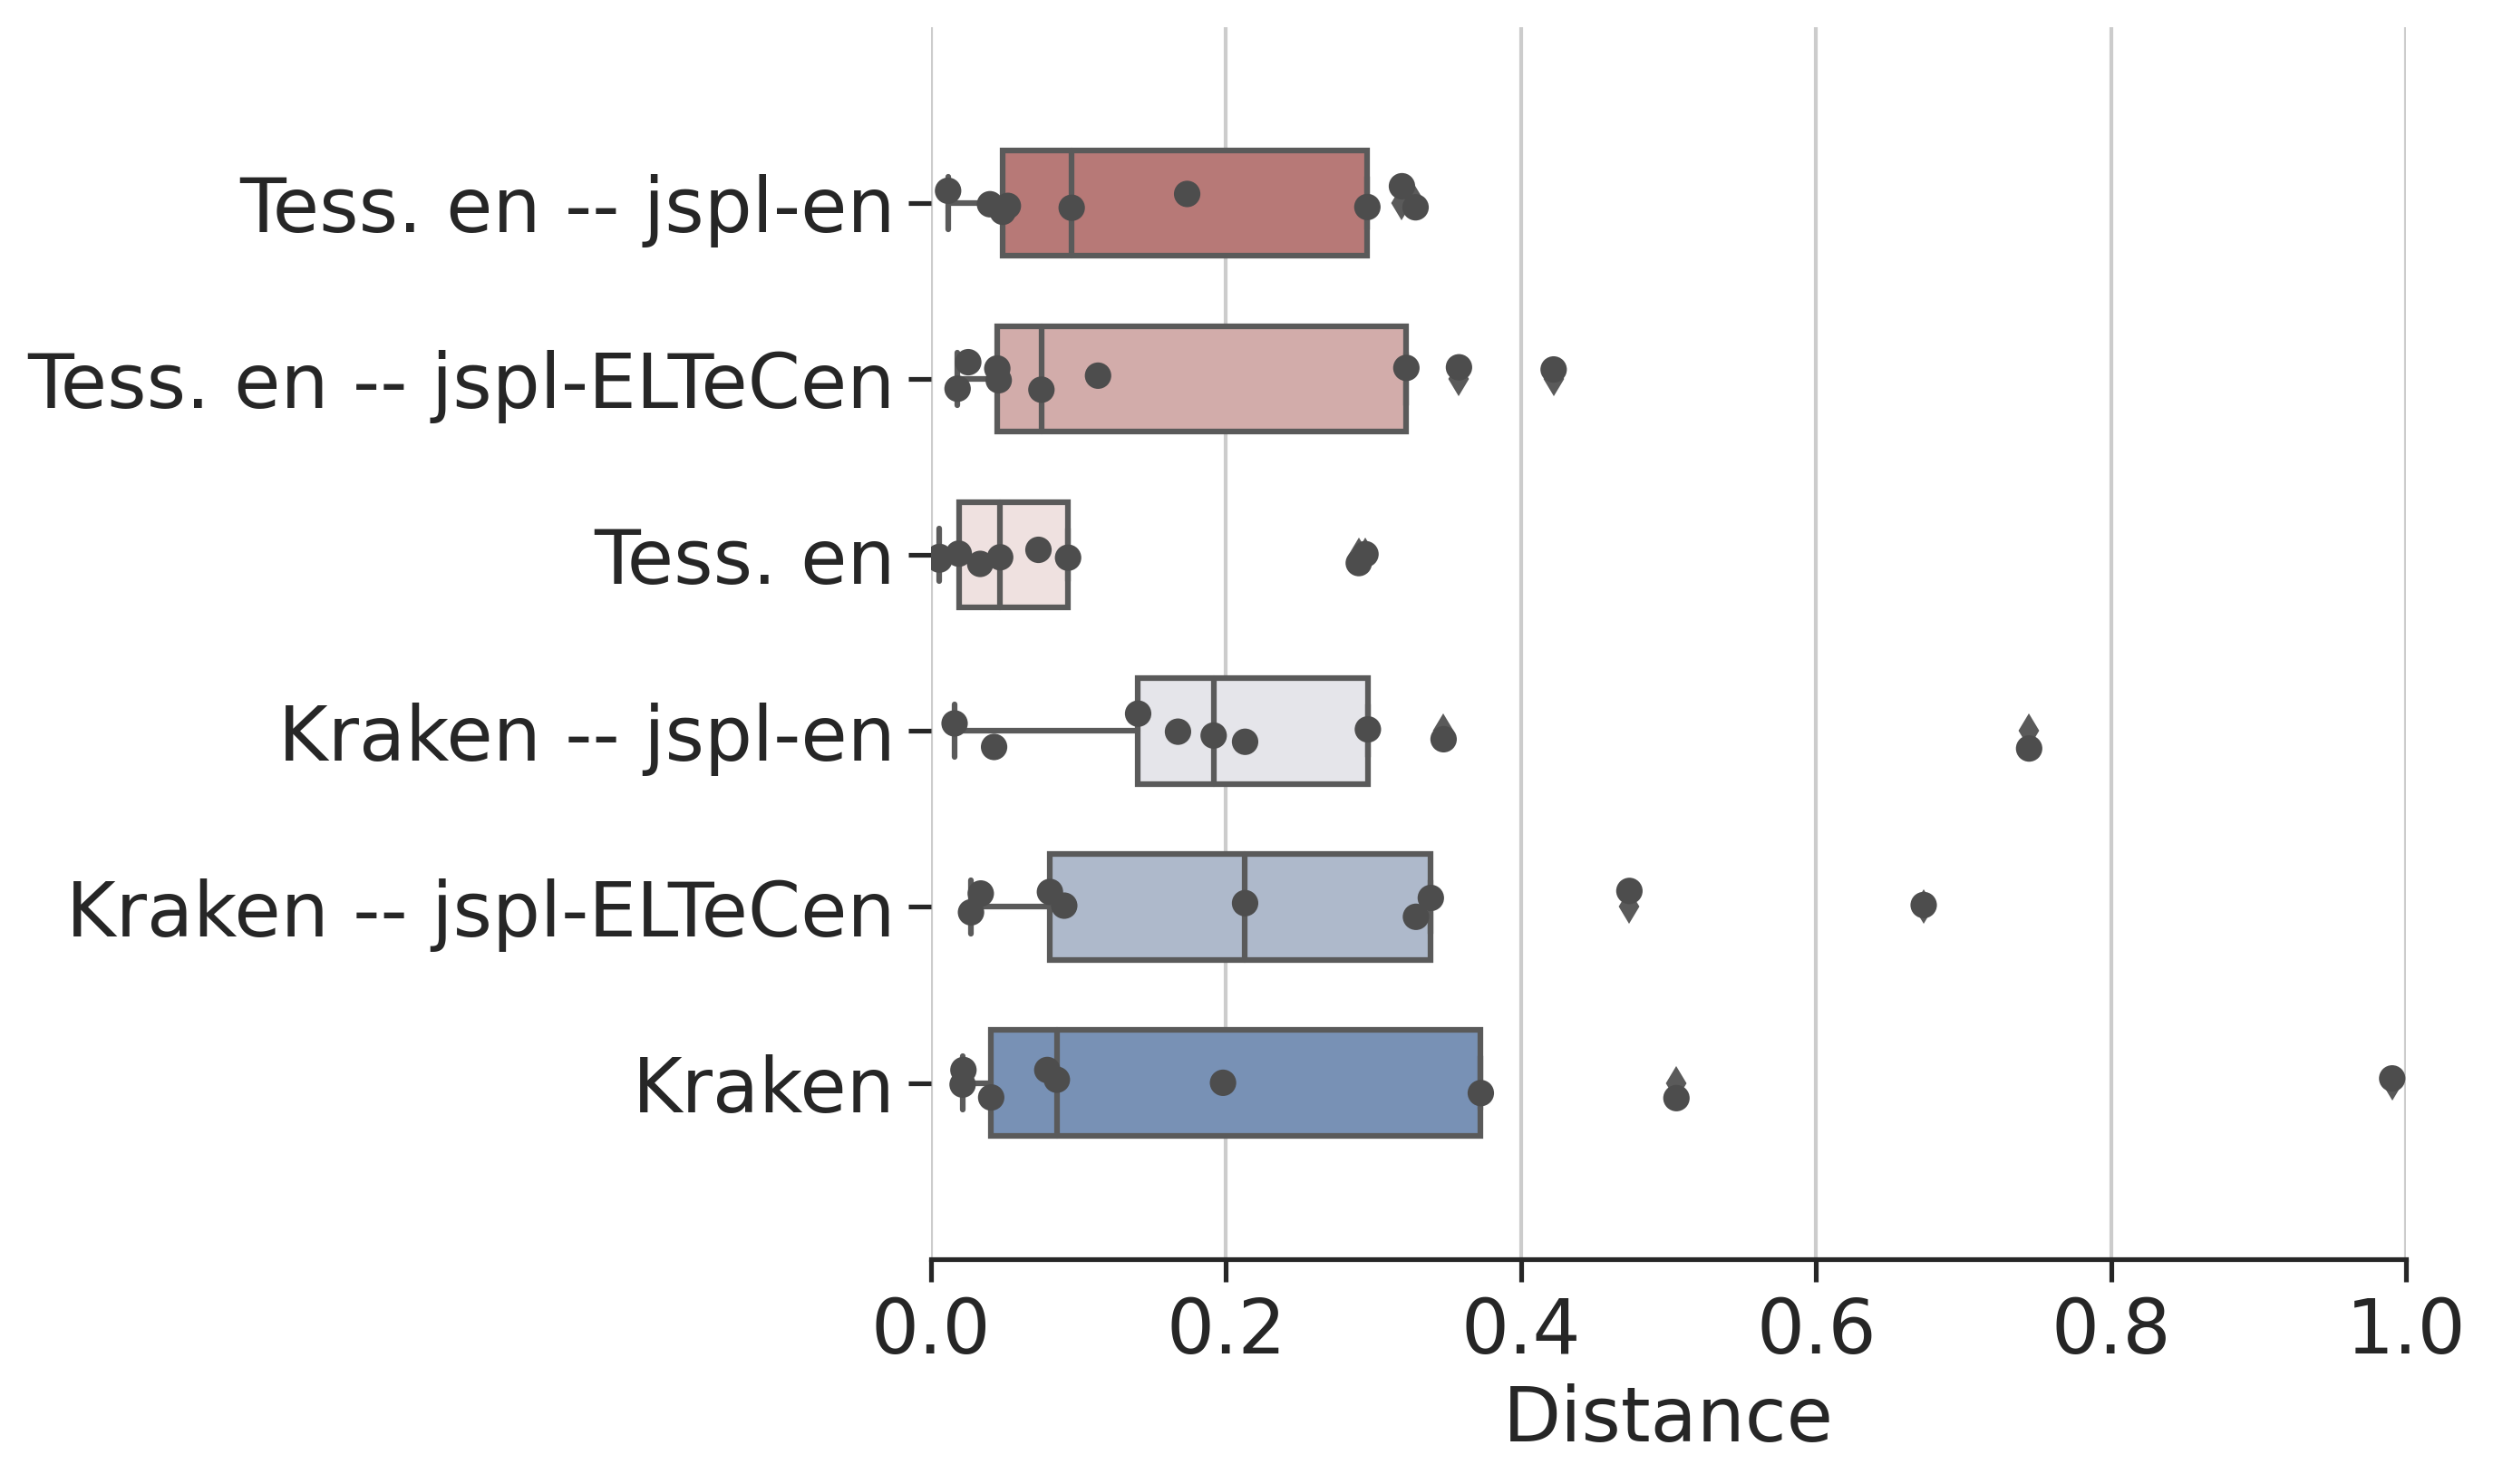 Tess. en -- jspl-en
Tess. en -- jspl-ELTeCen
Tess. en
Kraken -- jspl-en
Kraken -- jspl-ELTeCen
Kraken
0.0 0.2 0.4 0.6 0.8 1.0
Distance